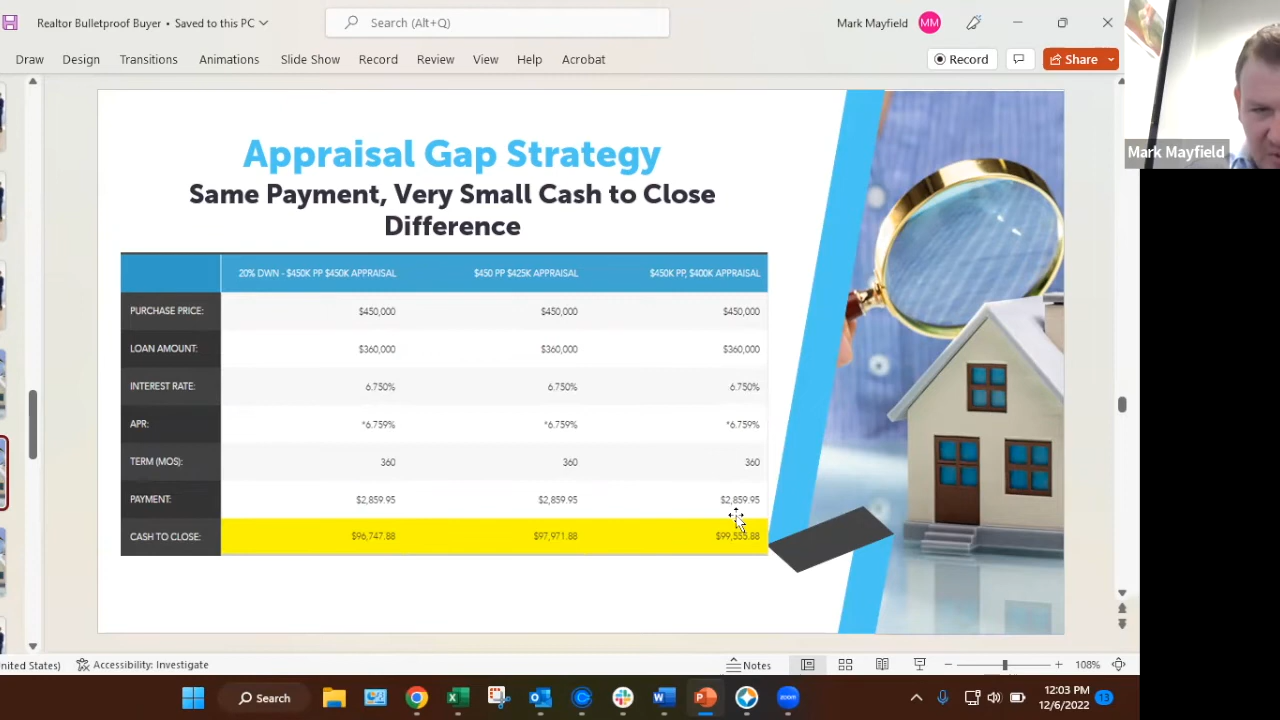 Realtor Bulletproof Buyer • Saved to this PC
Search (Alt+Q)
Mark Mayfield
MM
Draw
Design
Transitions
Animations
Slide Show
Record
Review
View
Help
Acrobat
Record
Share
Mark Mayfield
Appraisal Gap Strategy
Same Payment, Very Small Cash to Close
Difference
20% DWN - $450K PP $450K APPRAISAL $450 PP $425K APPRAISAL $450K PP, $400K APPRAISAL
PURCHASE PRICE: $450,000 $450,000 $450,000
LOAN AMOUNT: $360,000 $360,000 $360,000
INTEREST RATE: 6.750% 6.750% 6.750%
APR: *6.759% *6.759% *6.759%
TERM (MOS): 360 360 360
PAYMENT: $2,859.95 $2,859.95 $2,859.95
CASH TO CLOSE: $96,747.88 $97,971.88
nited States)
Accessibility: Investigate
Notes
108%
Search
zoom
12:03 PM
12/6/2022
13